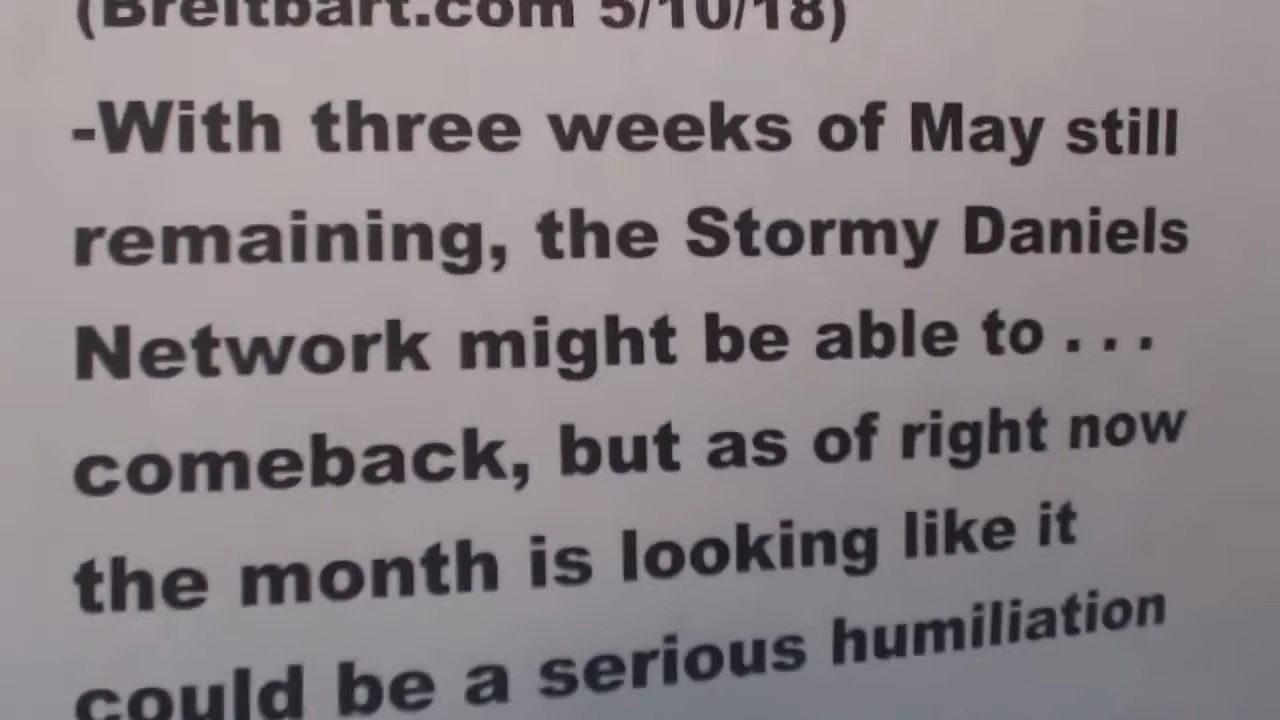 (Breitbart.com 5/10/18)
-With three weeks of May still
remaining, the Stormy Daniels
Network might be able to . . .
comeback, but as of right now
the month is looking like it
could be a serious humiliation